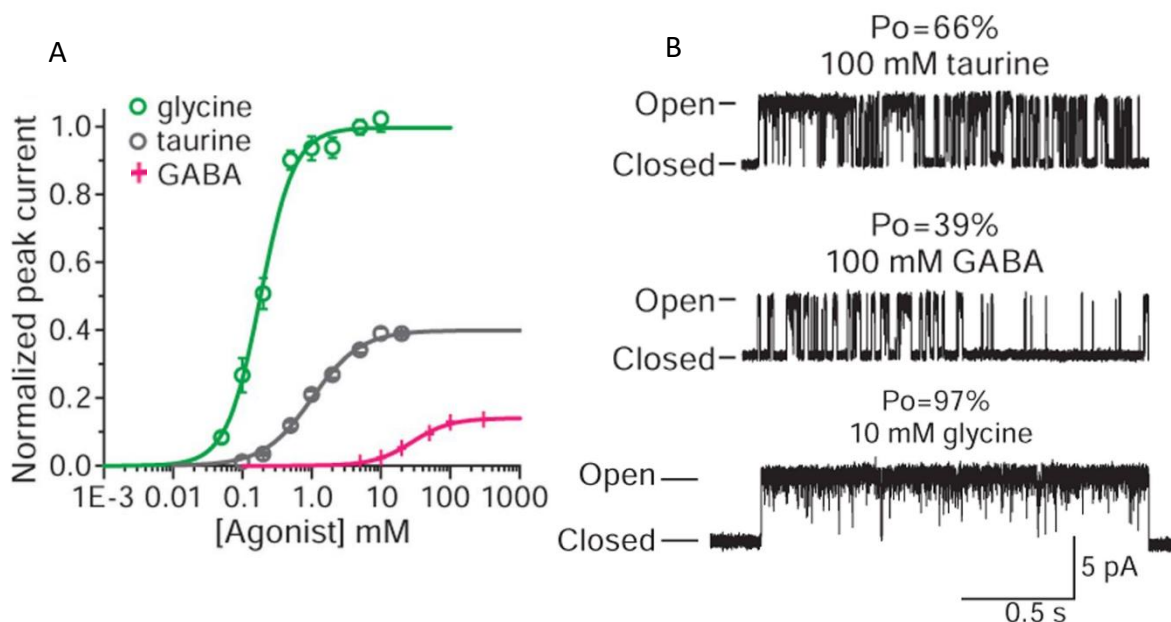 A
glycine
taurine
GABA
Normalized peak current
1.0
0.8
0.6
0.4
0.2
0.0
1E-3 0.01 0.1 1.0 10 100 1000
[Agonist] mM
B
Po=66%
100 mM taurine
Open
Closed
Po=39%
100 mM GABA
Open
Closed
Po=97%
10 mM glycine
Open
Closed
5 pA
0.5 s